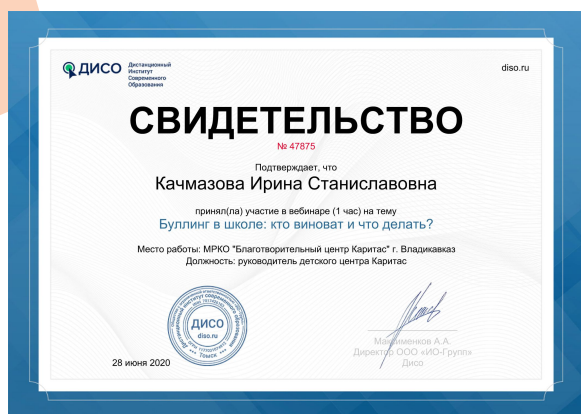 ДИСО
Дистанционный
Институт
Современного
Образования
diso.ru
СВИДЕТЕЛЬСТВО
№ 47875
Подтверждает, что
Качмазова Ирина Станиславовна
принял(ла) участие в вебинаре (1 час) на тему
Буллинг в школе: кто виноват и что делать?
Место работы: МРКО "Благотворительный центр Каритас" г. Владикавказ
Должность: руководитель детского центра Каритас
ДИСО
diso.ru
Томск
Максименков А.А.
Директор ООО «ИО-Групп»
Дисо
28 июня 2020